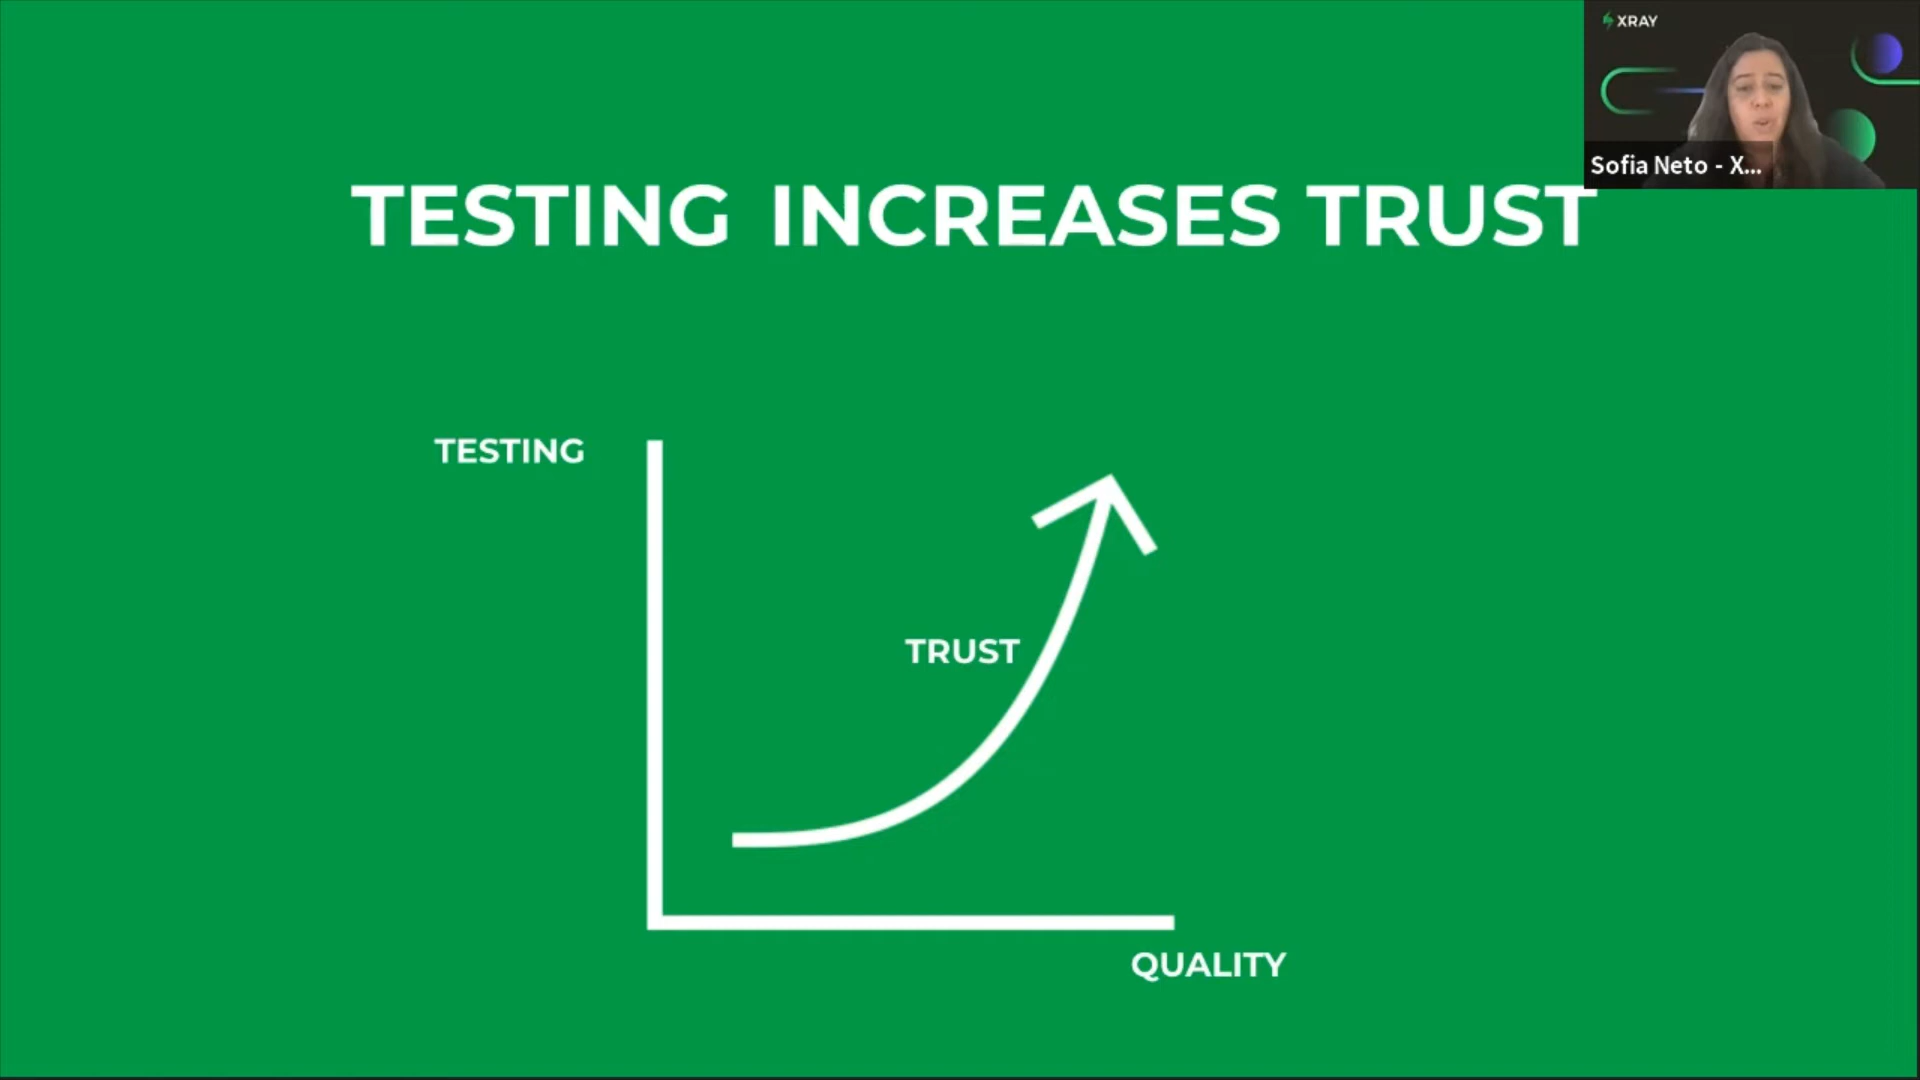 XRAY
Sofia Neto - X...
TESTING INCREASES TRUST
TESTING
TRUST
QUALITY